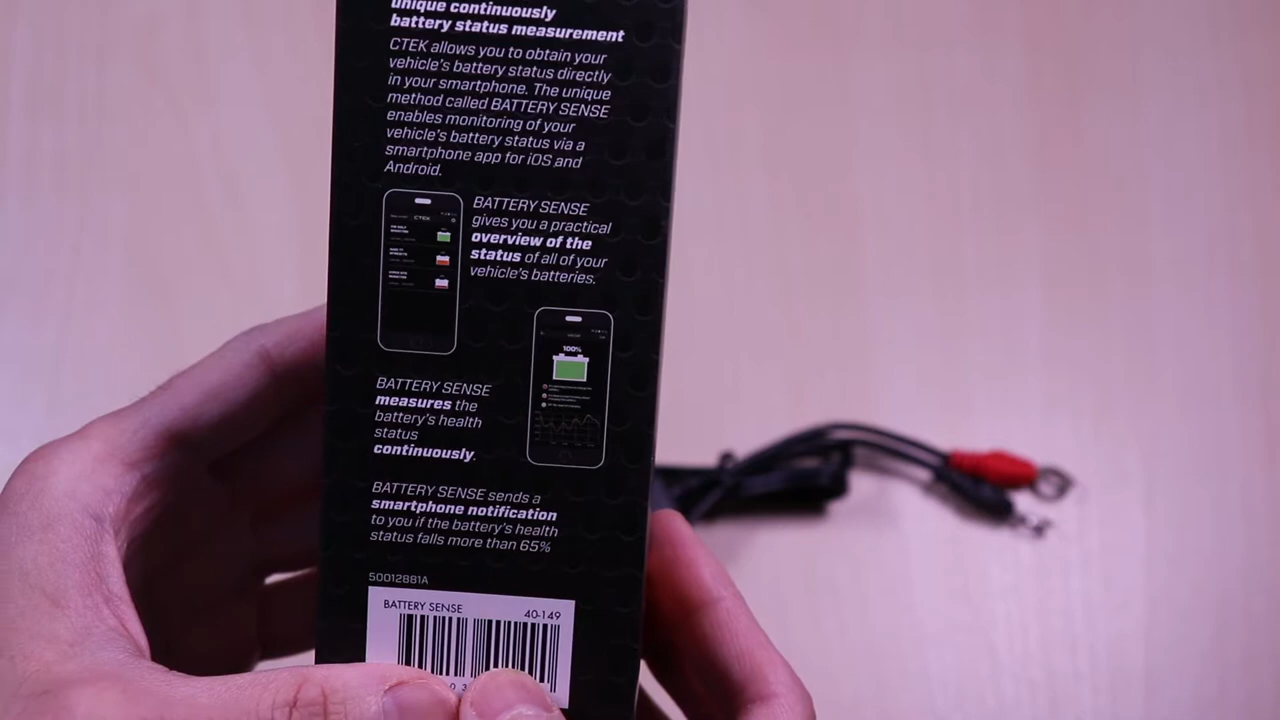 unique continuously
battery status measurement
CTEK allows you to obtain your
vehicle's battery status directly
in your smartphone. The unique
method called BATTERY SENSE
enables monitoring of your
vehicle's battery status via a
smartphone app for iOS and
Android.
CTEK
BATTERY SENSE
gives you a practical
overview of the
status of all of your
vehicle's batteries.
100%
BATTERY SENSE
measures the
battery's health
status
continuously.
BATTERY SENSE sends a
smartphone notification
to you if the battery's health
status falls more than 65%
50012881A
BATTERY SENSE 40-149